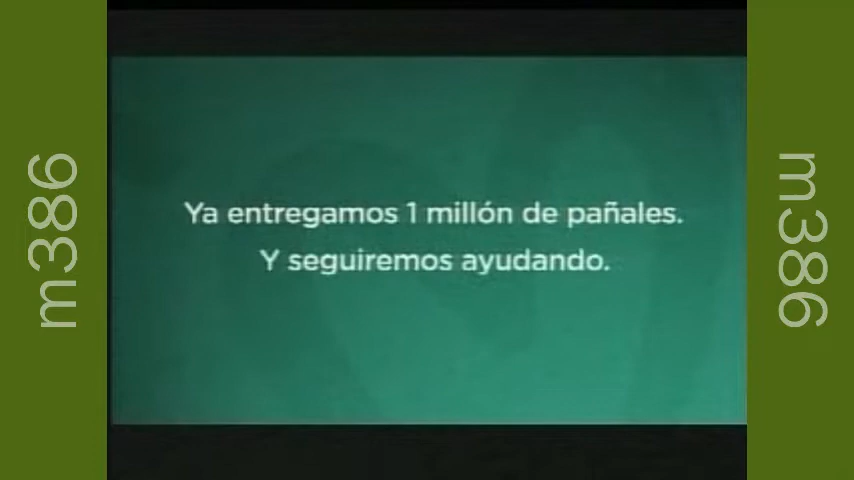 m386
Ya entregamos 1 millón de pañales.
Y seguiremos ayudando.
m386